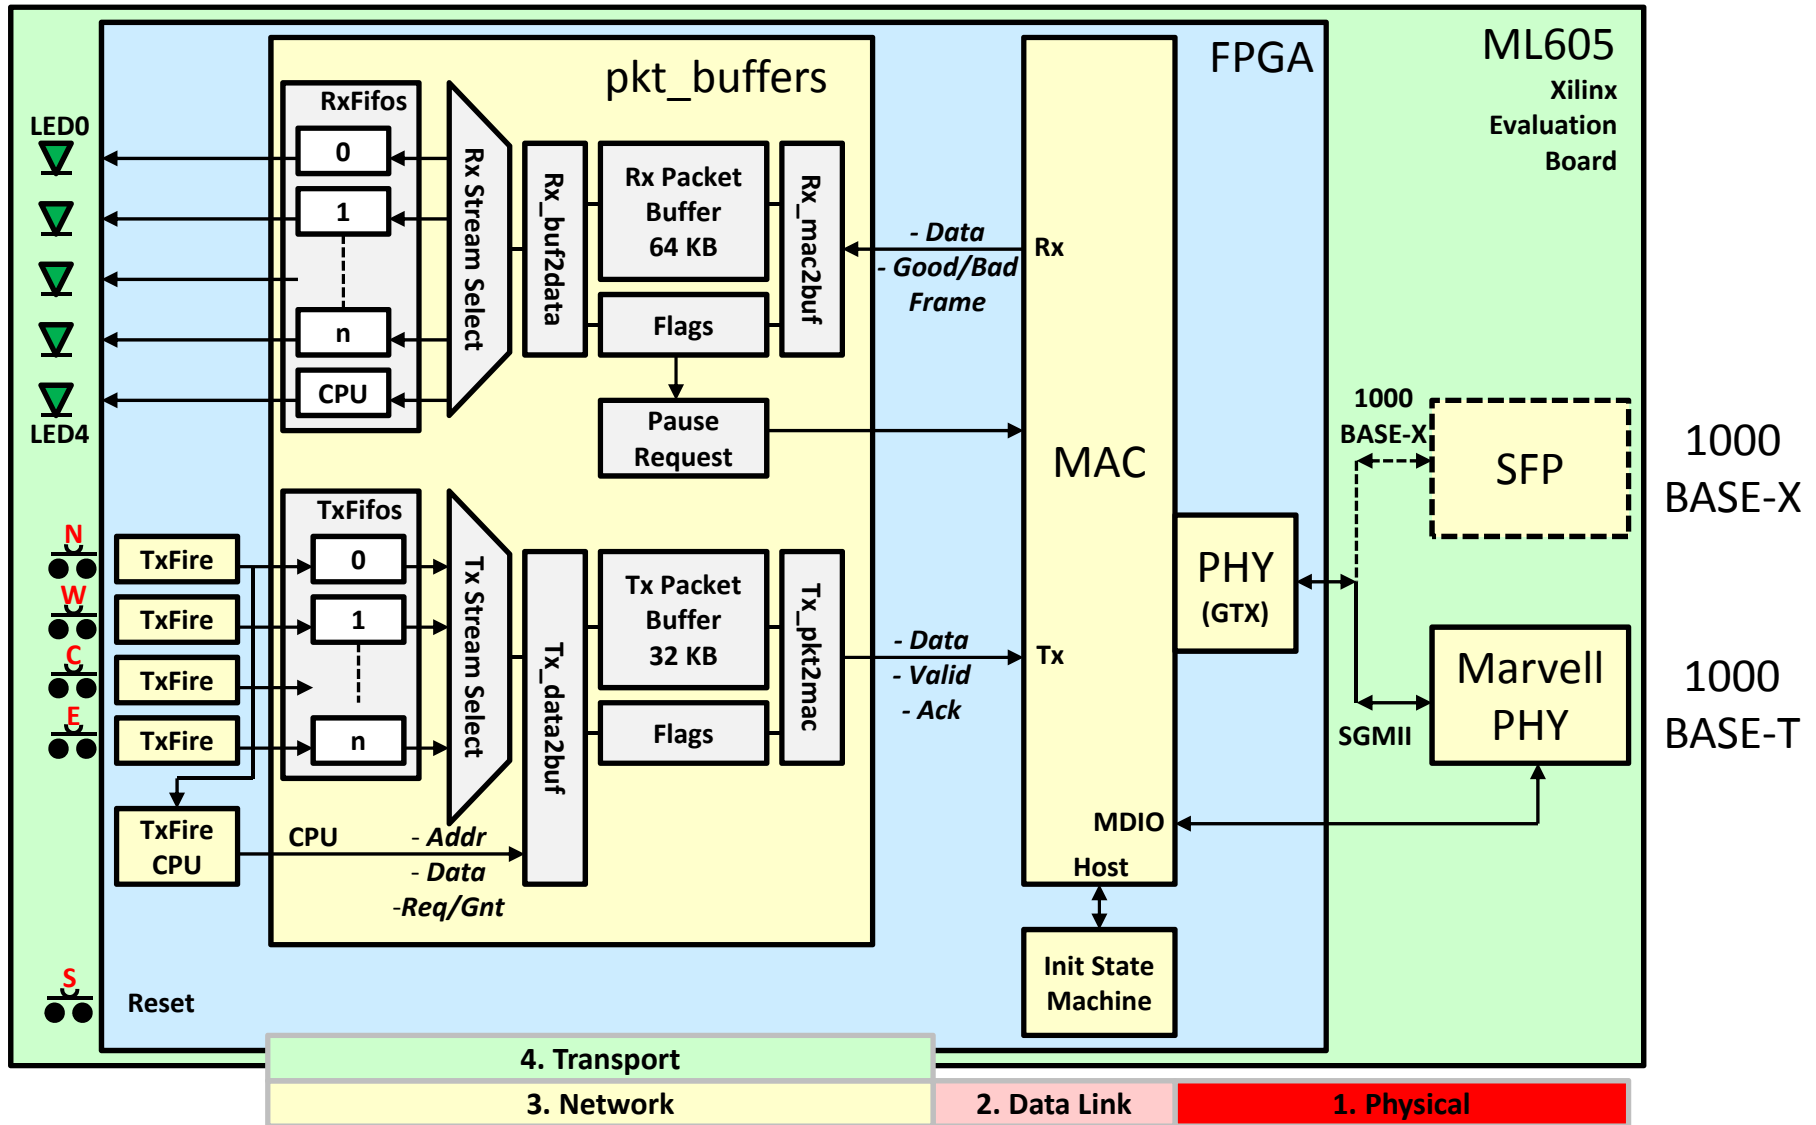 ML605
Xilinx
Evaluation
Board
FPGA
pkt_buffers
LED0
LED4
RxFifos
0
1
n
CPU
Rx Stream Select
Rx_buf2data
Rx Packet
Buffer
64 KB
Flags
Rx_mac2buf
Pause
Request
- Data
- Good/Bad
Frame
Rx
MAC
Tx
MDIO
Host
Init State
Machine
PHY
(GTX)
1000
BASE-X
SFP
1000
BASE-X
SGMII
Marvell
PHY
1000
BASE-T
N
W
C
E
S
TxFire
TxFire
TxFire
TxFire
TxFire
CPU
Reset
TxFifos
0
1
n
Tx Stream Select
Tx_data2buf
Tx Packet
Buffer
32 KB
Flags
Tx_pkt2mac
- Data
- Valid
- Ack
CPU
- Addr
- Data
-Req/Gnt
4. Transport
3. Network
2. Data Link
1. Physical